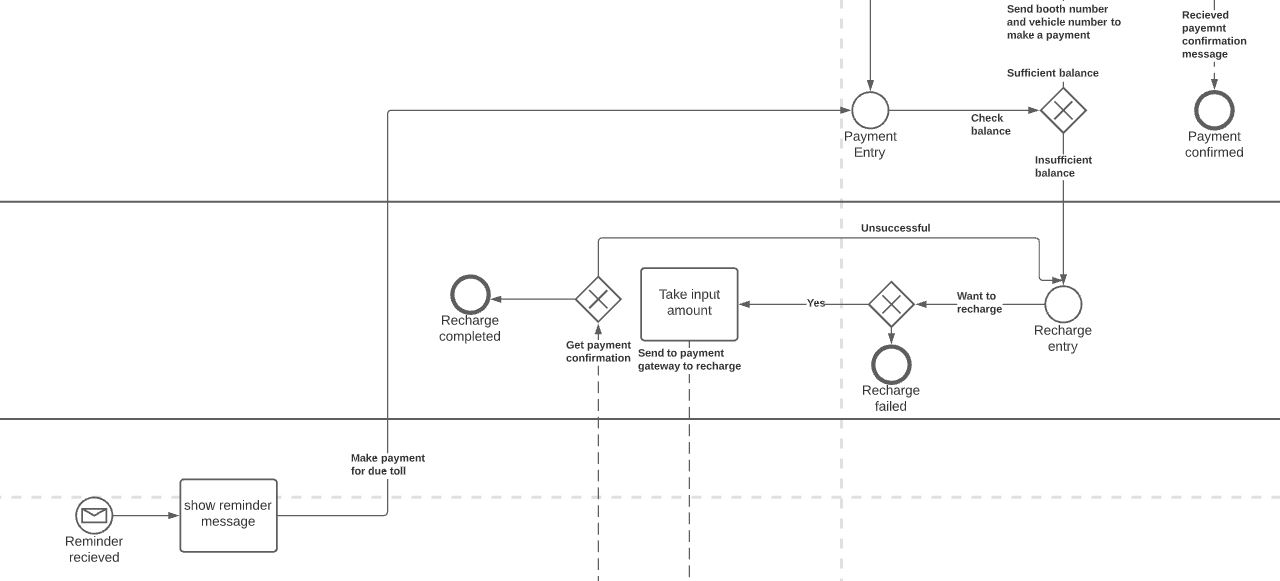 Send booth number
and vehicle number to
make a payment
Recieved
payemnt
confirmation
message
Sufficient balance
Check
balance
Payment
Entry
Payment
confirmed
Insufficient
balance
Unsuccessful
Take input
amount
Yes
Want to
recharge
Recharge
completed
Recharge
entry
Get payment
confirmation
Send to payment
gateway to recharge
Recharge
failed
Make payment
for due toll
show reminder
message
Reminder
recieved